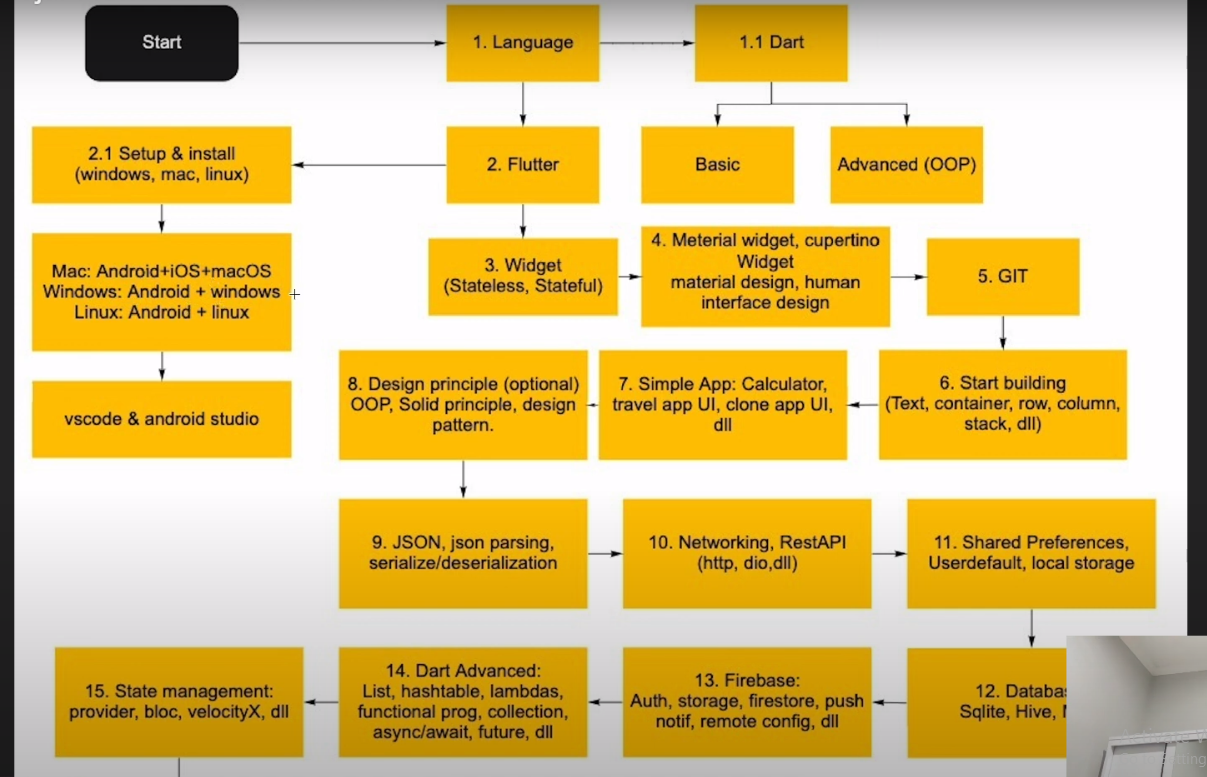 Start
1. Language
1.1 Dart
2.1 Setup & install
(windows, mac, linux)
2. Flutter
Basic
Advanced (OOP)
Mac: Android+iOS+macOS
Windows: Android + windows
Linux: Android + linux
3. Widget
(Stateless, Stateful)
4. Meterial widget, cupertino
Widget
material design, human
interface design
5. GIT
vscode & android studio
8. Design principle (optional)
OOP, Solid principle, design
pattern.
7. Simple App: Calculator,
travel app UI, clone app UI,
dll
6. Start building
(Text, container, row, column,
stack, dll)
9. JSON, json parsing,
serialize/deserialization
10. Networking, RestAPI
(http, dio,dll)
11. Shared Preferences,
Userdefault, local storage
15. State management:
provider, bloc, velocityX, dll
14. Dart Advanced:
List, hashtable, lambdas,
functional prog, collection,
async/await, future, dll
13. Firebase:
Auth, storage, firestore, push
notif, remote config, dll
12.
Sqlite, Hive,